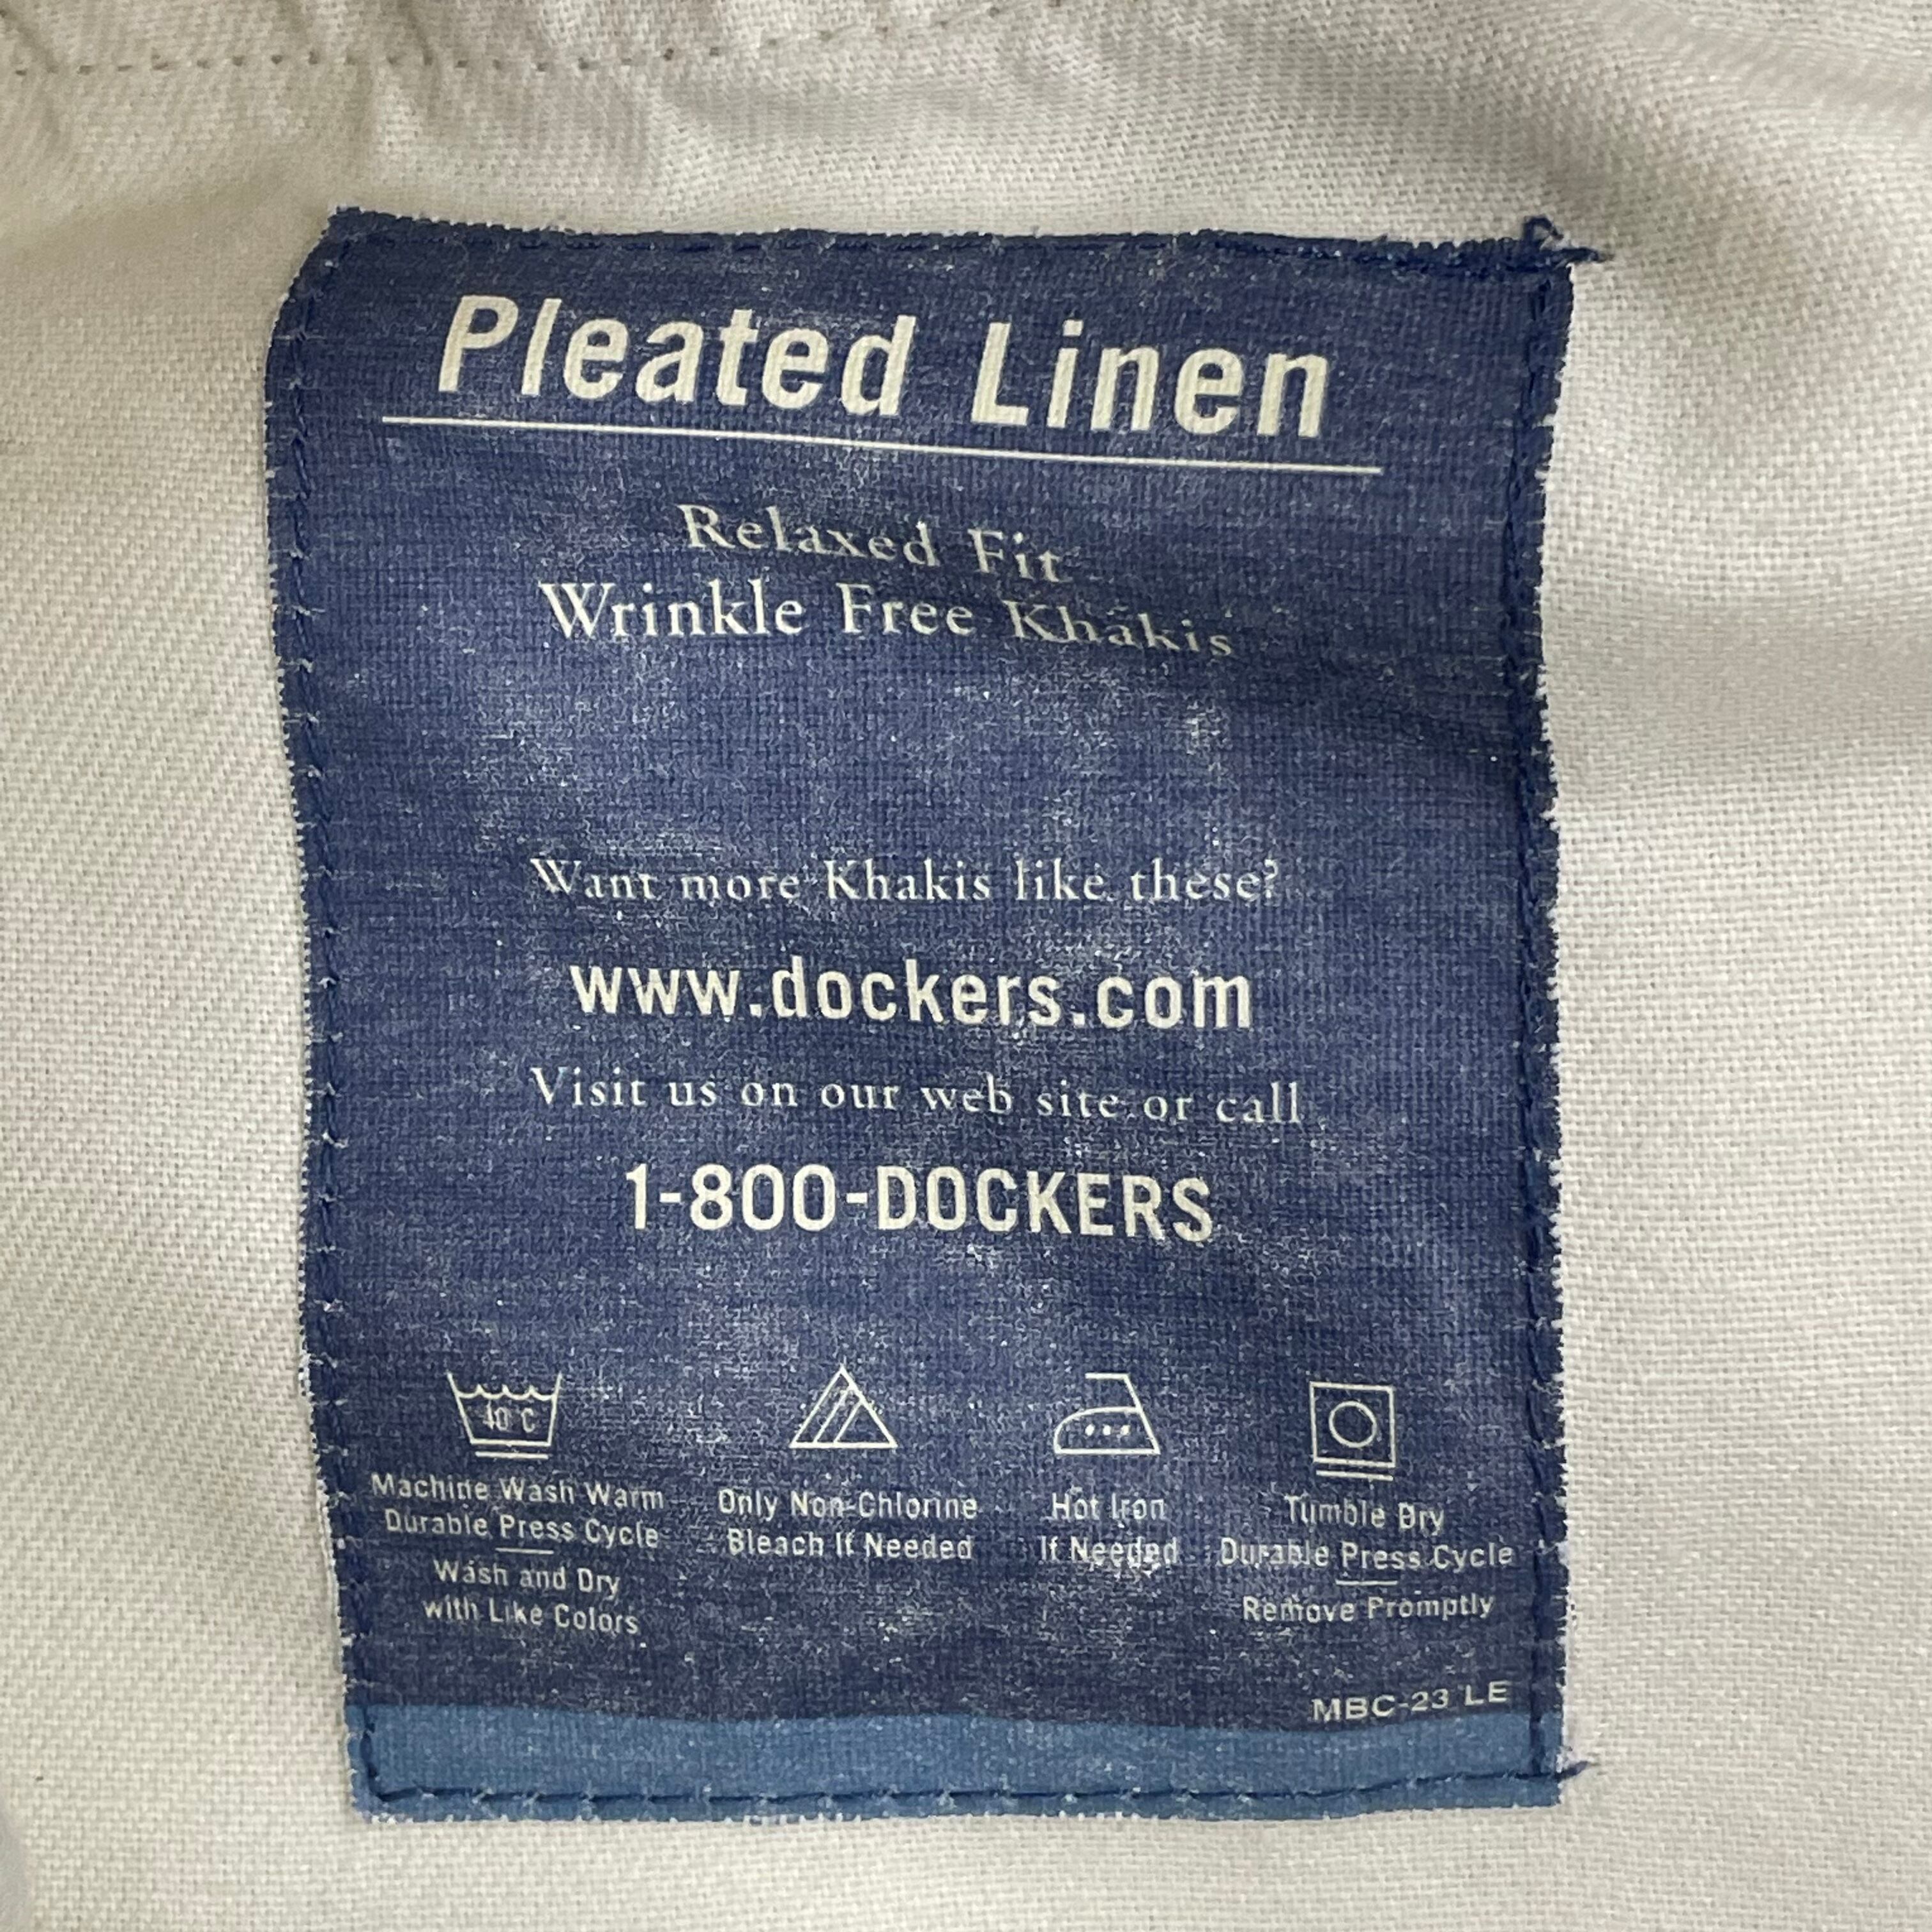 Pleated Linen
Relaxed Fit
Wrinkle Free Khakis
Want more Khakis like these?
www.dockers.com
Visit us on our web site or call
1-800-DOCKERS
40°C
Machine Wash Warm
Durable Press Cycle
Wash and Dry
with Like Colors
Only Non-Chlorine
Bleach If Needed
Hot Iron
If Needed
Tumble Dry
Durable Press Cycle
Remove Promptly
MBC-23 LE